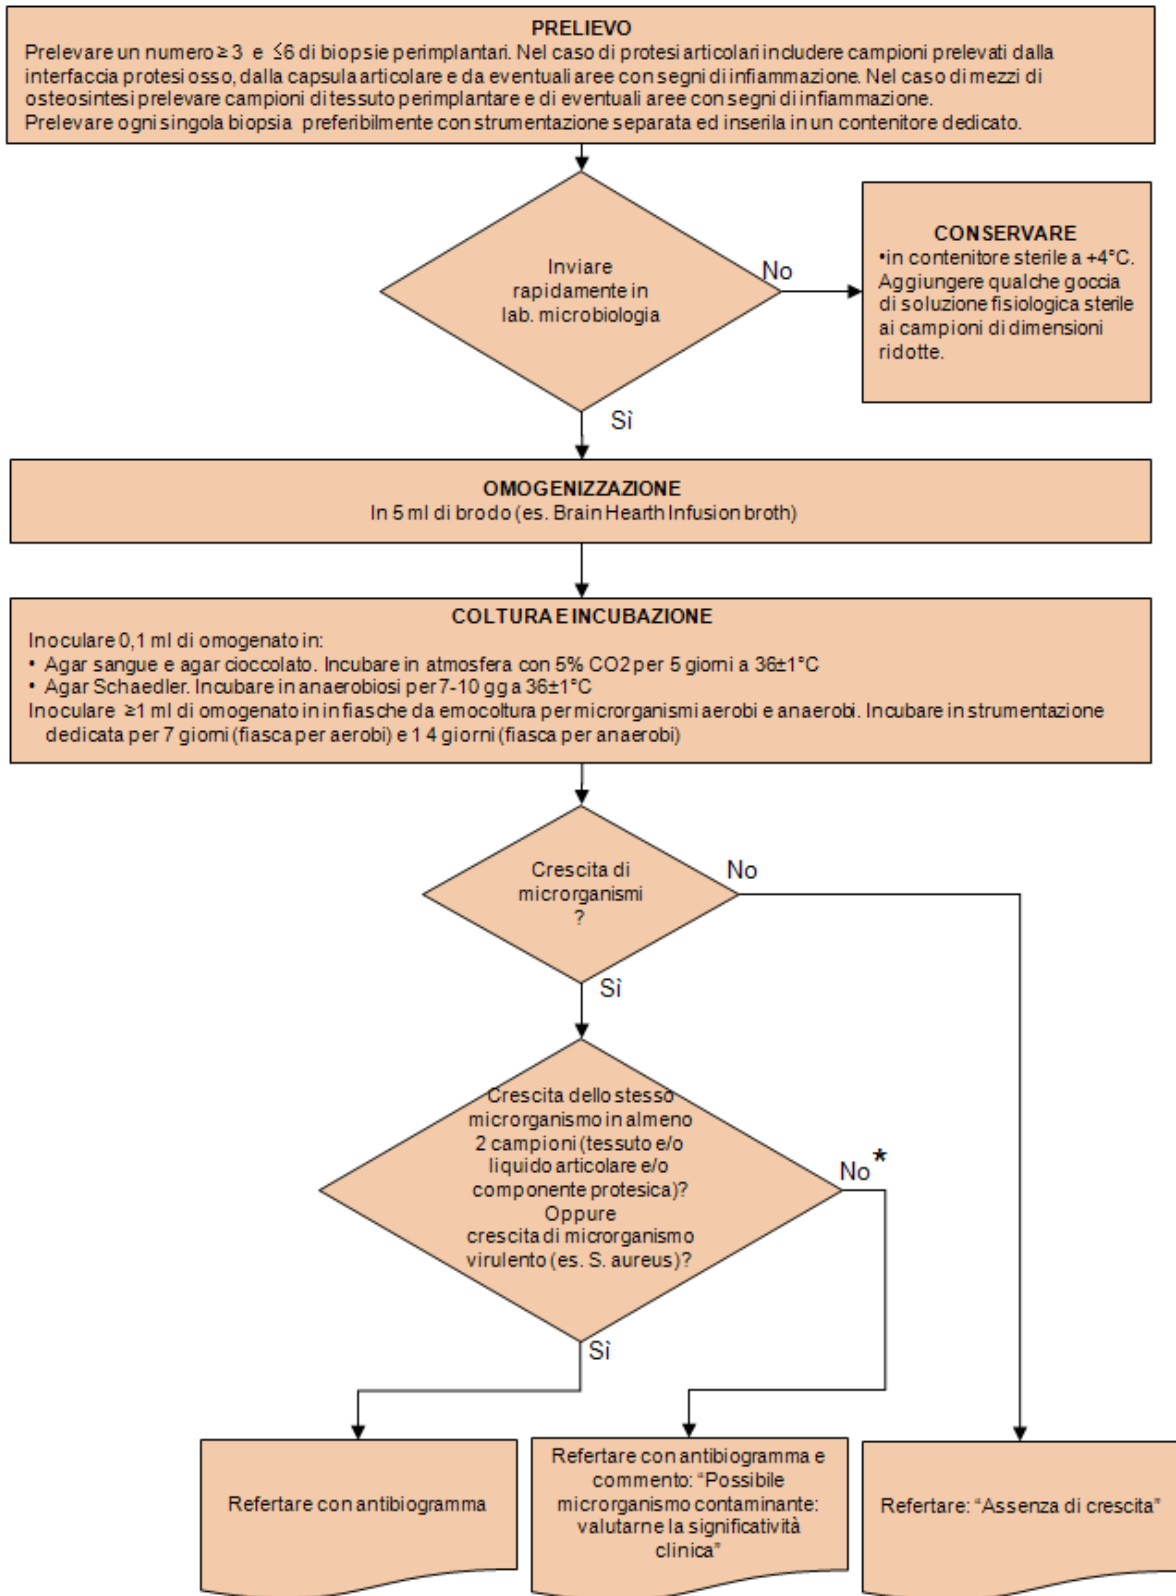 PRELIEVO
Prelevare un numero ≥ 3 e ≤6 di biopsie perimplantari. Nel caso di protesi articolari includere campioni prelevati dalla
interfaccia protesi osso, dalla capsula articolare e da eventuali aree con segni di infiammazione. Nel caso di mezzi di
osteosintesi prelevare campioni di tessuto perimplantare e di eventuali aree con segni di infiammazione.
Prelevare ogni singola biopsia preferibilmente con strumentazione separata ed inserila in un contenitore dedicato.
Inviare
rapidamente in
lab. microbiologia
No
CONSERVARE
•in contenitore sterile a +4°C.
Aggiungere qualche goccia
di soluzione fisiologica sterile
ai campioni di dimensioni
ridotte.
Sì
OMOGENIZZAZIONE
In 5 ml di brodo (es. Brain Hearth Infusion broth)
COLTURA E INCUBAZIONE
Inoculare 0,1 ml di omogenato in:
• Agar sangue e agar cioccolato. Incubare in atmosfera con 5% CO2 per 5 giorni a 36±1°C
• Agar Schaedler. Incubare in anaerobiosi per 7-10 gg a 36±1°C
Inoculare ≥1 ml di omogenato in in fiasche da emocoltura per microrganismi aerobi e anaerobi. Incubare in strumentazione
dedicata per 7 giorni (fiasca per aerobi) e 1 4 giorni (fiasca per anaerobi)
Crescita di
microrganismi
?
No
Sì
Crescita dello stesso
microrganismo in almeno
2 campioni (tessuto e/o
liquido articolare e/o
componente protesica)?
Oppure
crescita di microrganismo
virulento (es. S. aureus)?
No*
Sì
Refertare con antibiogramma
Refertare con antibiogramma e
commento: “Possibile
microrganismo contaminante:
valutarne la significatività
clinica”
Refertare: “Assenza di crescita”